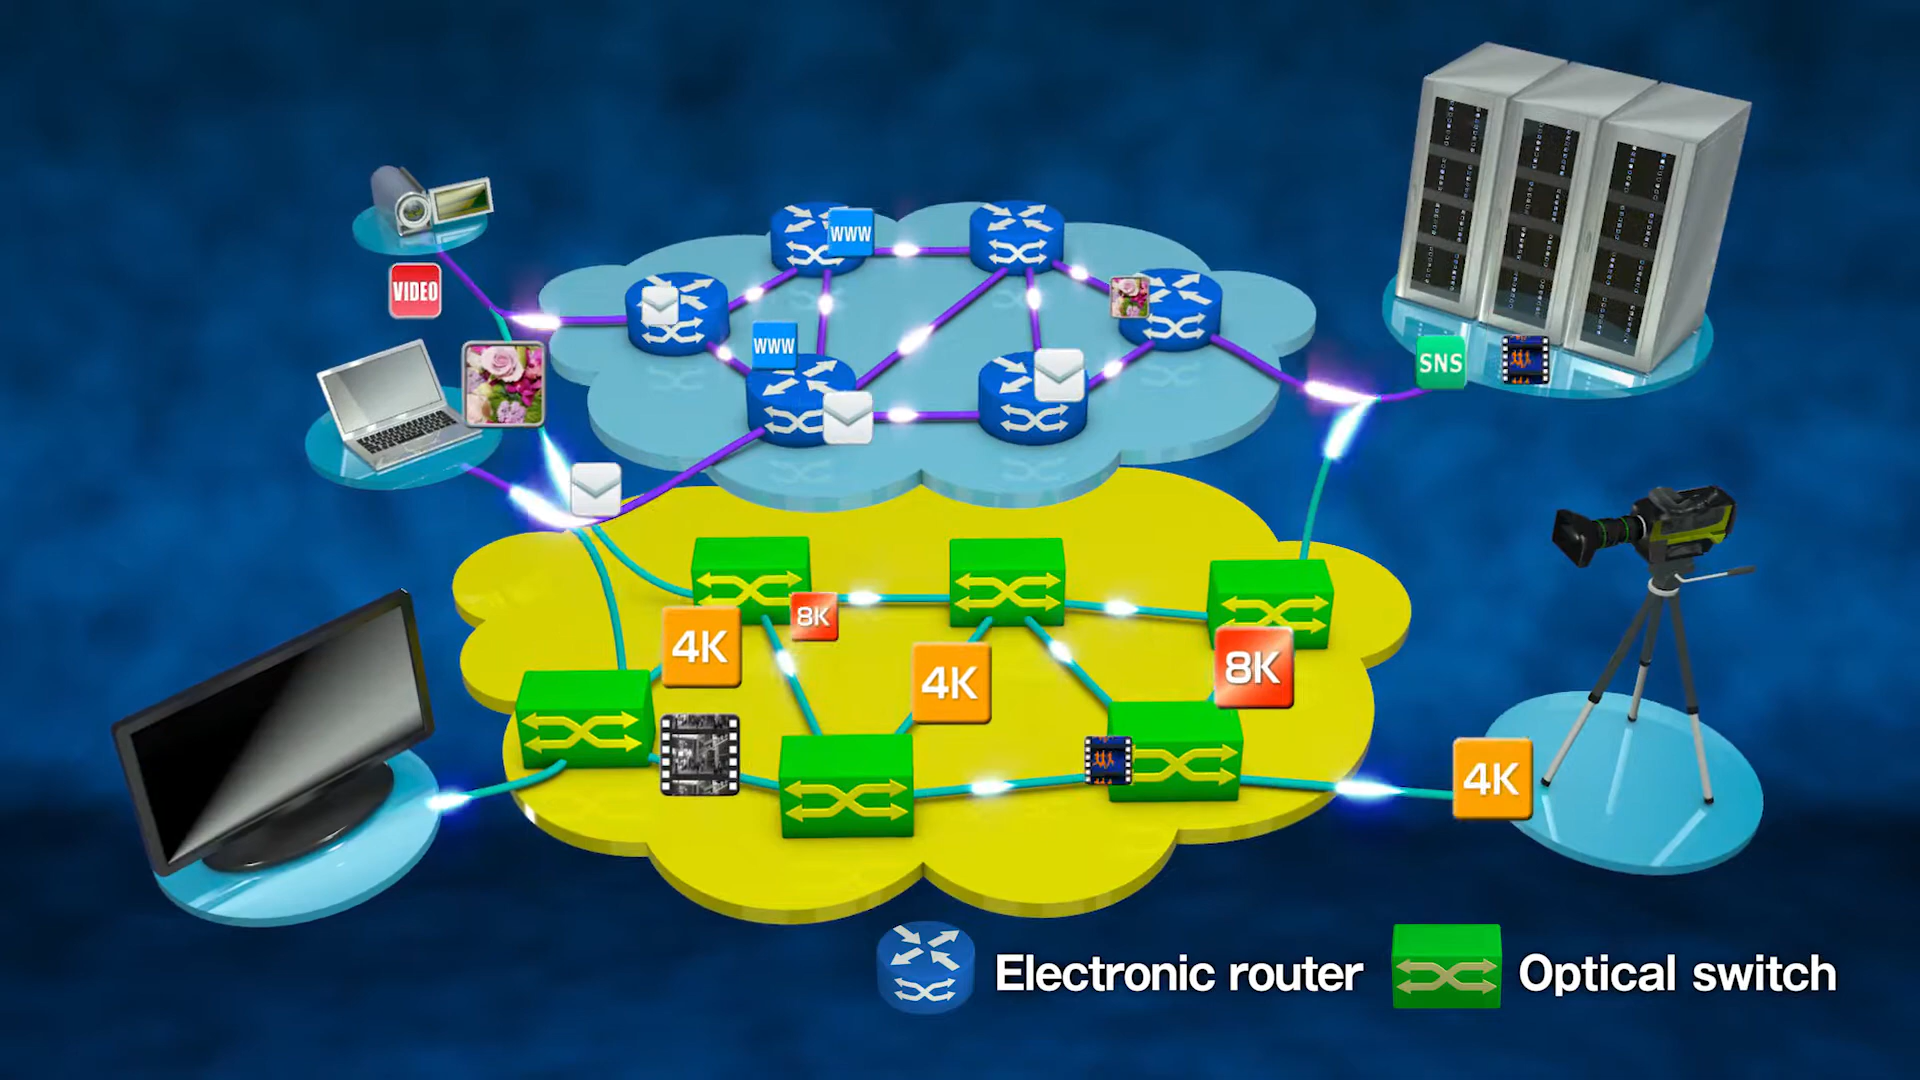 WWW
VIDEO
WWW
SNS
8K
4K
4K
8K
4K
Electronic router
Optical switch